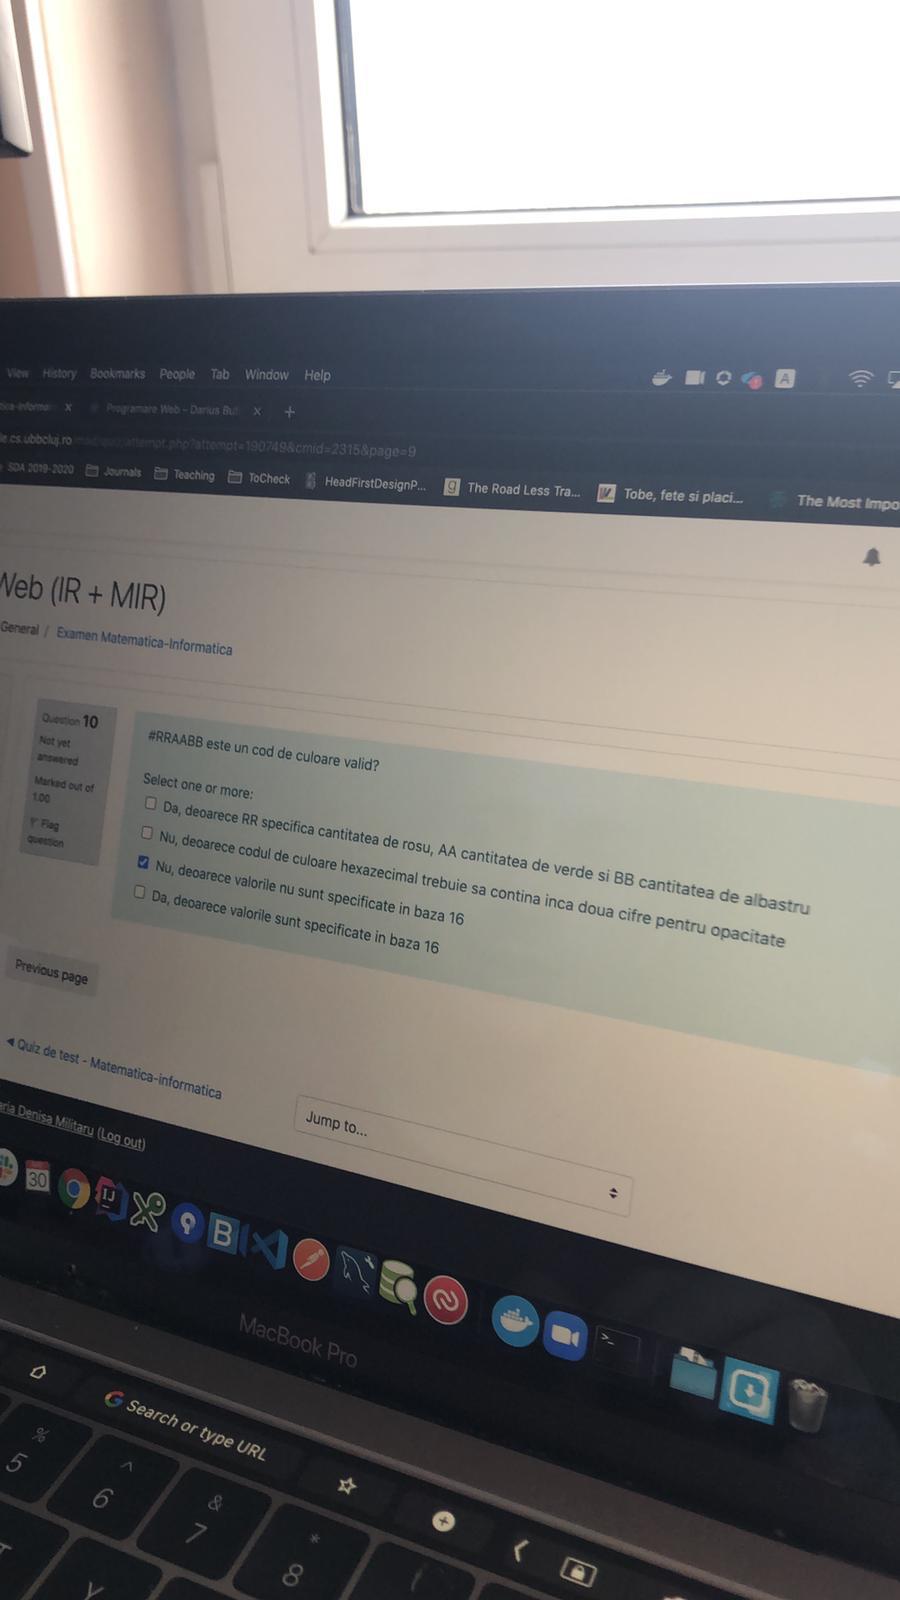 View History Bookmarks People Tab Window Help
A
Programare Web – Darius Bu
le.cs.ubbcluj.ro/mod/quiz/attempt.php?attempt=190749&cmid=2315&page=9
SDA 2019-2020 Journals Teaching ToCheck HeadFirstDesignP... The Road Less Tra... Tobe, fete si placi... The Most Impo
Web (IR + MIR)
General / Examen Matematica-Informatica
Question 10
Not yet
answered
Marked out of
1.00
Flag
question
#RRAABB este un cod de culoare valid?
Select one or more:
Da, deoarece RR specifica cantitatea de rosu, AA cantitatea de verde si BB cantitatea de albastru
Nu, deoarece codul de culoare hexazecimal trebuie sa contina inca doua cifre pentru opacitate
Nu, deoarece valorile nu sunt specificate in baza 16
Da, deoarece valorile sunt specificate in baza 16
Previous page
◄ Quiz de test - Matematica-informatica
Jump to...
aria Denisa Militaru (Log out)
30
IJ
B
MacBook Pro
G Search or type URL
%
5
^
6
&
7
*
8